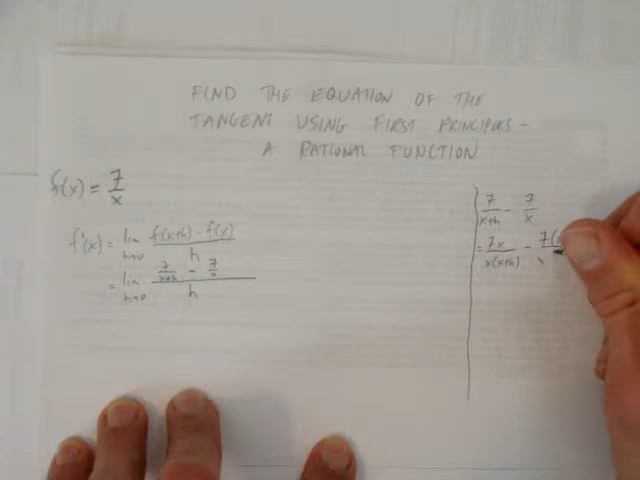 FIND THE EQUATION OF THE
TANGENT USING FIRST PRINCIPLES -
A RATIONAL FUNCTION
f(x) = 7/x
f'(x) = lim h→0 (f(x+h) - f(x))/h
= lim h→0 (7/(x+h) - 7/x)/h
7/(x+h) - 7/x
= 7x/(x(x+h)) - 7(